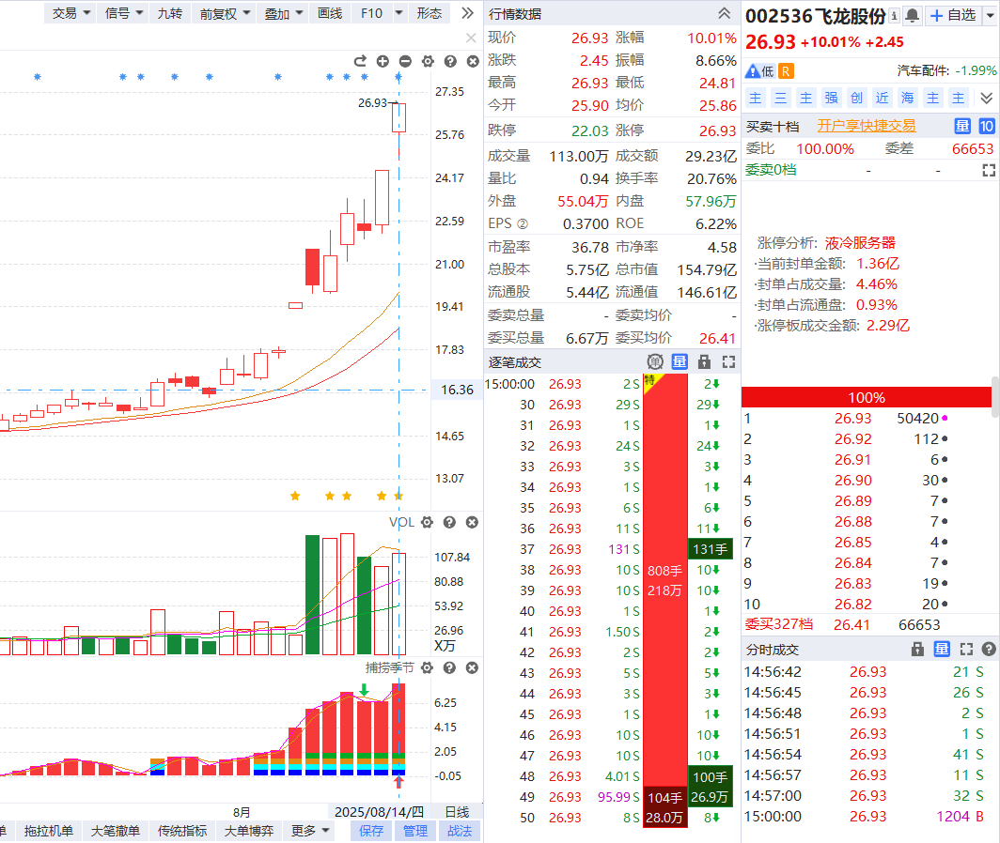 交易 信号 九转 前复权 叠加 画线 F10 形态
26.93
27.35
25.76
24.17
22.59
21.00
19.41
17.83
16.36
14.65
13.07
VOL
107.84
80.88
53.92
26.96
X万
捕捞季节
6.25
4.15
2.05
-0.05
8月 2025/08/14/四 日线
单 拖拉机单 大笔撤单 传统指标 大单博弈 更多 保存 管理 战法
行情数据
现价 26.93 涨幅 10.01%
涨跌 2.45 振幅 8.66%
最高 26.93 最低 24.81
今开 25.90 均价 25.86
跌停 22.03 涨停 26.93
成交量 113.00万 成交额 29.23亿
量比 0.94 换手率 20.76%
外盘 55.04万 内盘 57.96万
EPS ② 0.3700 ROE 6.22%
市盈率 36.78 市净率 4.58
总股本 5.75亿 总市值 154.79亿
流通股 5.44亿 流通值 146.61亿
委卖总量 - 委卖均价 -
委买总量 6.67万 委买均价 26.41
逐笔成交 单 量
15:00:00 26.93 2 S 特 2
30 26.93 29 S 29
31 26.93 1 S 1
32 26.93 24 S 24
33 26.93 3 S 3
34 26.93 1 S 1
35 26.93 6 S 6
36 26.93 11 S 11
37 26.93 131 S 131手
38 26.93 10 S 808手 10
39 26.93 10 S 218万 10
40 26.93 1 S 1
41 26.93 1.50 S 2
42 26.93 2 S 2
43 26.93 5 S 5
44 26.93 3 S 3
45 26.93 1 S 1
46 26.93 10 S 10
47 26.93 10 S 10
48 26.93 4.01 S 100手
49 26.93 95.99 S 104手 26.9万
50 26.93 8 S 28.0万 8
002536 飞龙股份 自选
26.93 +10.01% +2.45
低 R 汽车配件: -1.99%
主 三 主 强 创 近 海 主 主
买卖十档 开户享快捷交易 量 10
委比 100.00% 委差 66653
委卖0档 - -
涨停分析: 液冷服务器
·当前封单金额: 1.36亿
·封单占成交量: 4.46%
·封单占流通盘: 0.93%
·涨停板成交金额: 2.29亿
100%
1 26.93 50420
2 26.92 112
3 26.91 6
4 26.90 30
5 26.89 7
6 26.88 7
7 26.85 4
8 26.84 7
9 26.83 19
10 26.82 20
委买327档 26.41 66653
分时成交 量
14:56:42 26.93 21 S
14:56:45 26.93 26 S
14:56:48 26.93 2 S
14:56:51 26.93 1 S
14:56:54 26.93 41 S
14:56:57 26.93 11 S
14:57:00 26.93 32 S
15:00:00 26.93 1204 B